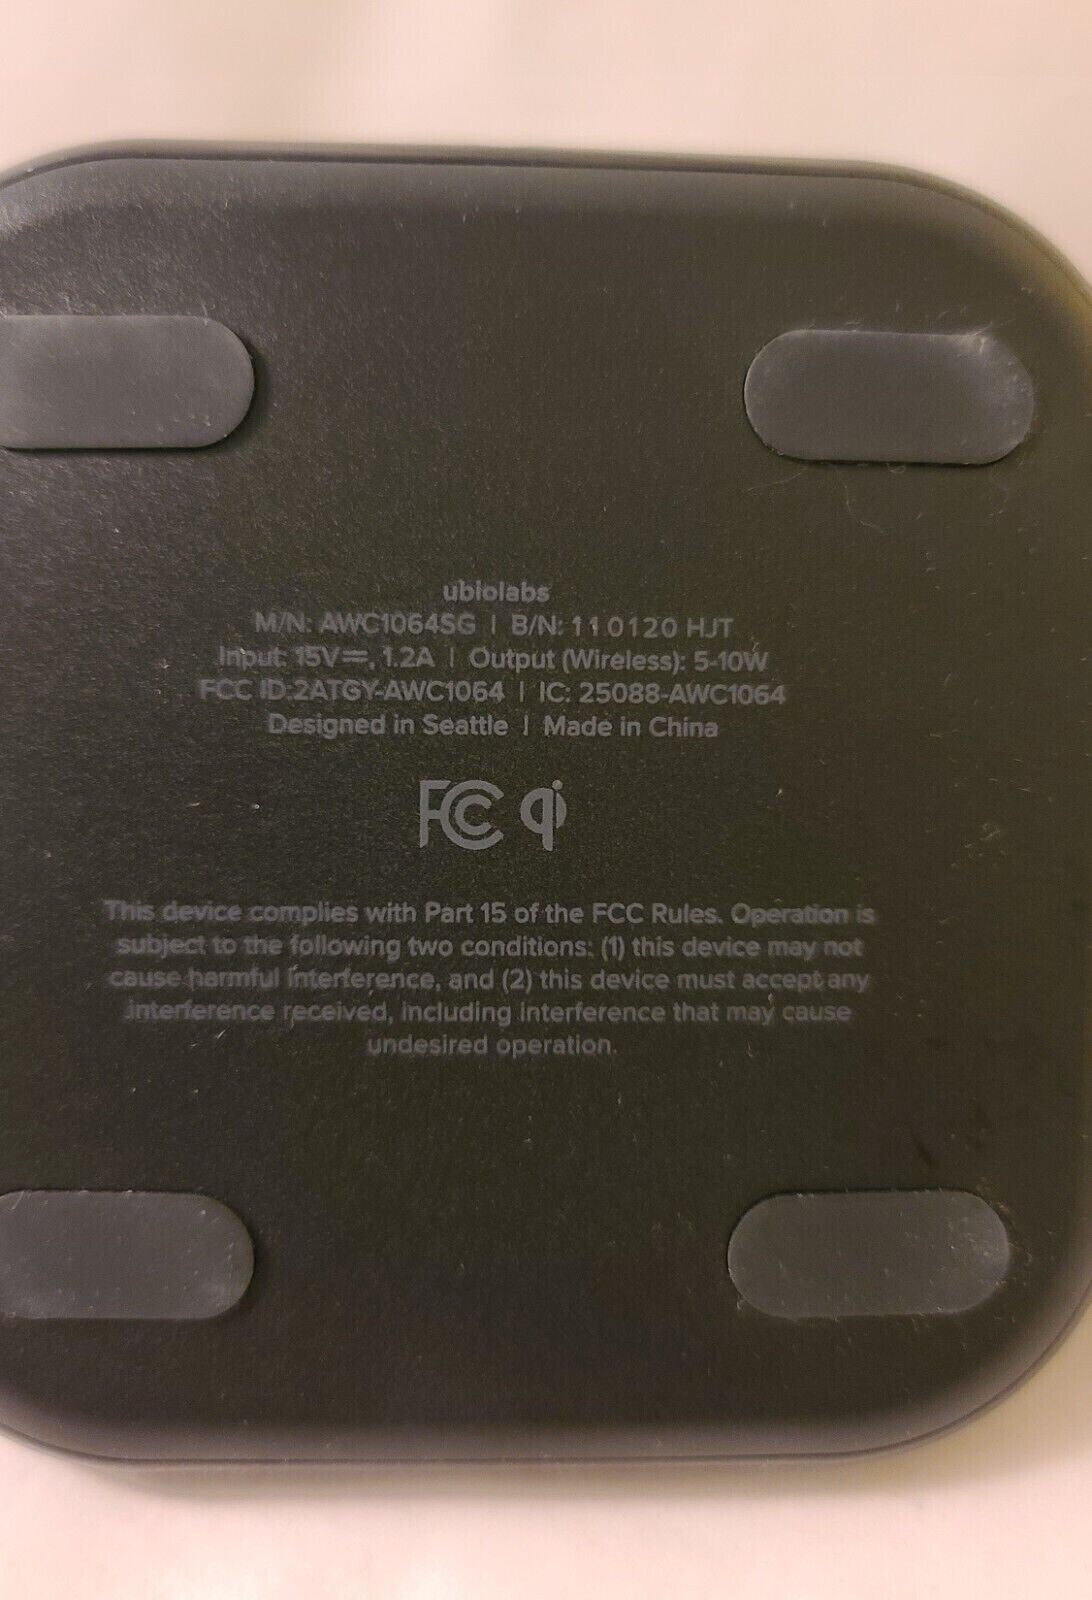 ubiolabs
M/N: AWC1064SG | B/N: 110120 HJT
Input: 15V⎓, 1.2A | Output (Wireless): 5-10W
FCC ID:2ATGY-AWC1064 | IC: 25088-AWC1064
Designed in Seattle | Made in China
FC qi
This device complies with Part 15 of the FCC Rules. Operation is
subject to the following two conditions: (1) this device may not
cause harmful interference, and (2) this device must accept any
interference received, including interference that may cause
undesired operation.